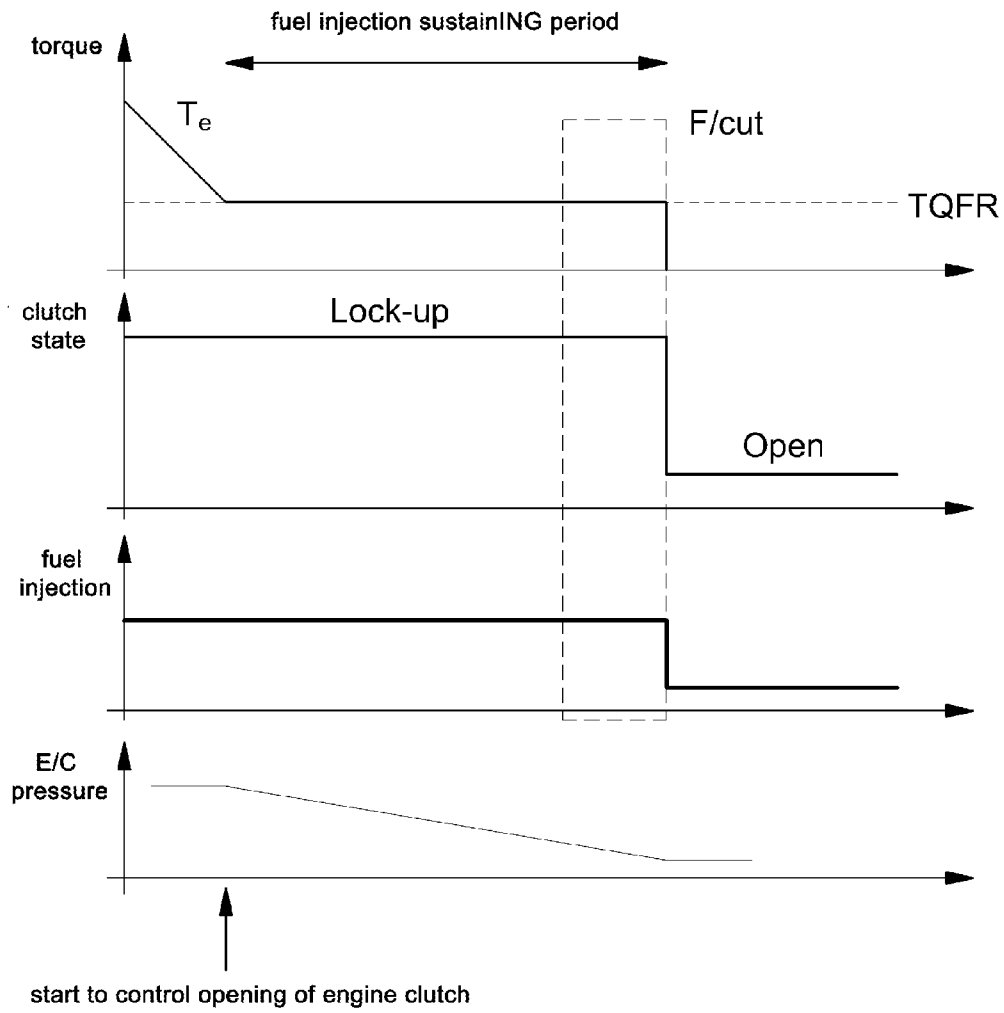 fuel injection sustainING period
torque
Te
F/cut
TQFR
clutch
state
Lock-up
Open
fuel
injection
E/C
pressure
start to control opening of engine clutch